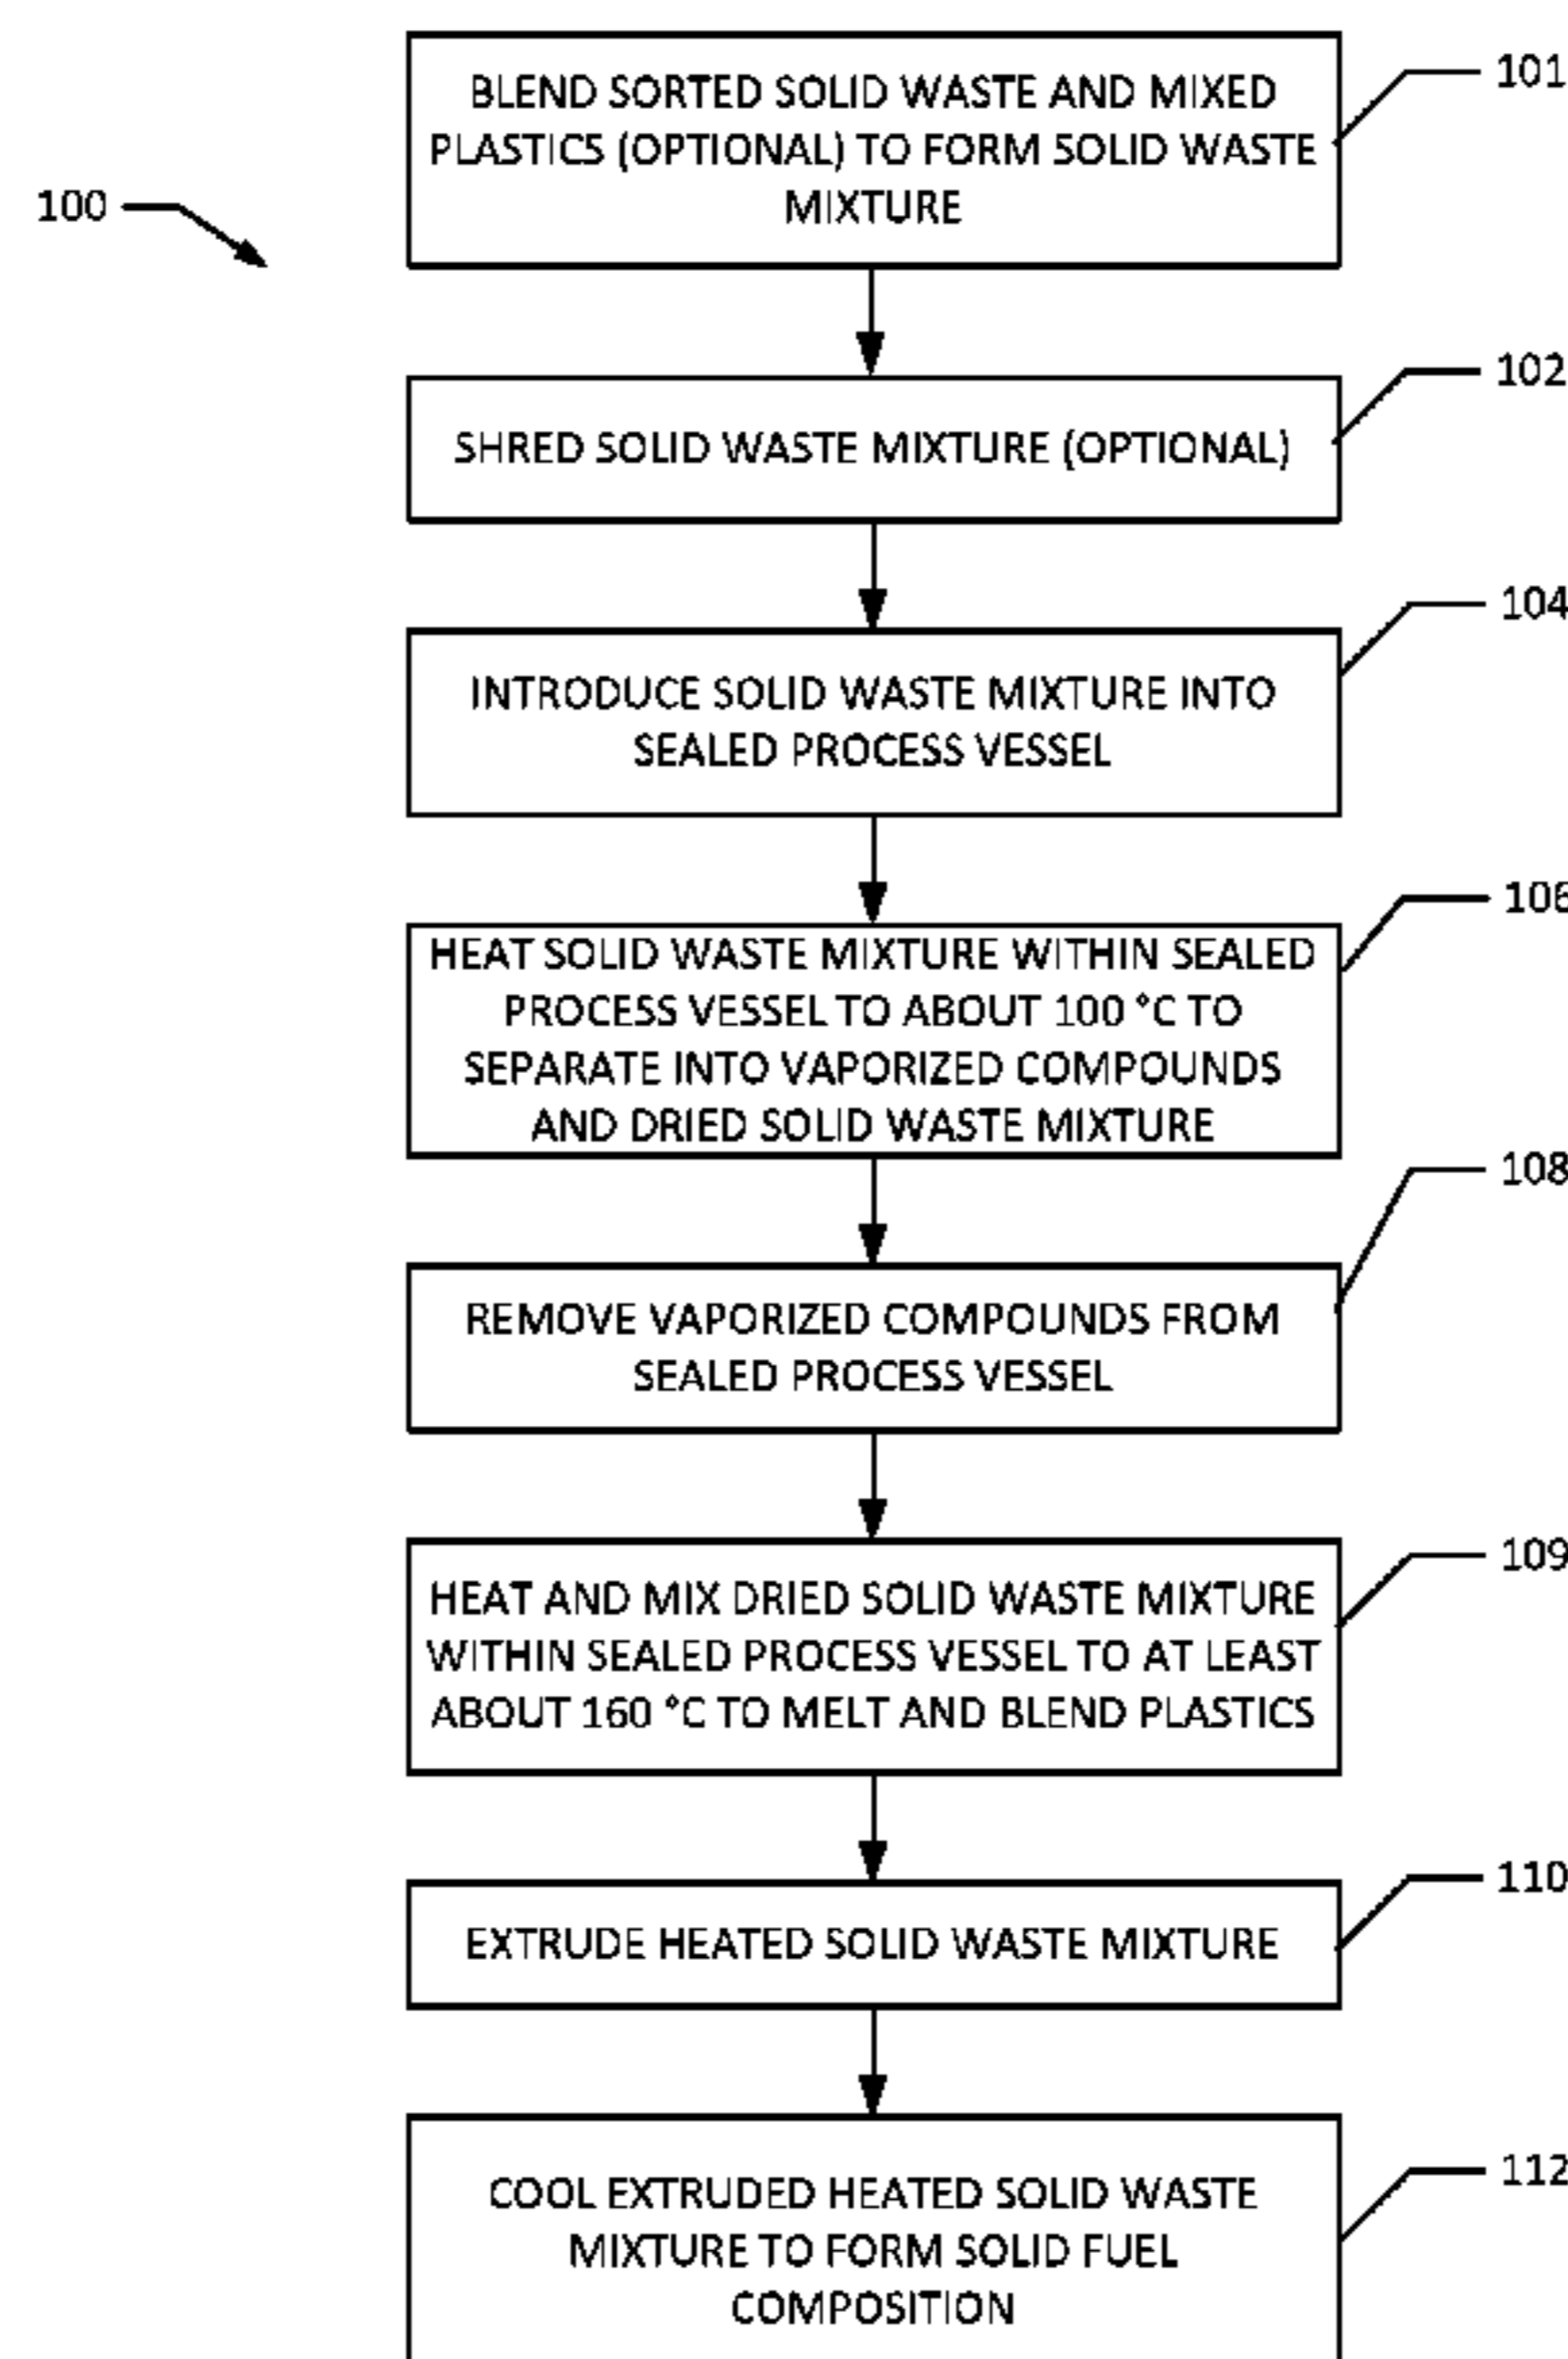 BLEND SORTED SOLID WASTE AND MIXED
PLASTICS (OPTIONAL) TO FORM SOLID WASTE
MIXTURE
101
100
SHRED SOLID WASTE MIXTURE (OPTIONAL)
102
INTRODUCE SOLID WASTE MIXTURE INTO
SEALED PROCESS VESSEL
104
HEAT SOLID WASTE MIXTURE WITHIN SEALED
PROCESS VESSEL TO ABOUT 100 °C TO
SEPARATE INTO VAPORIZED COMPOUNDS
AND DRIED SOLID WASTE MIXTURE
106
REMOVE VAPORIZED COMPOUNDS FROM
SEALED PROCESS VESSEL
108
HEAT AND MIX DRIED SOLID WASTE MIXTURE
WITHIN SEALED PROCESS VESSEL TO AT LEAST
ABOUT 160 °C TO MELT AND BLEND PLASTICS
109
EXTRUDE HEATED SOLID WASTE MIXTURE
110
COOL EXTRUDED HEATED SOLID WASTE
MIXTURE TO FORM SOLID FUEL
COMPOSITION
112